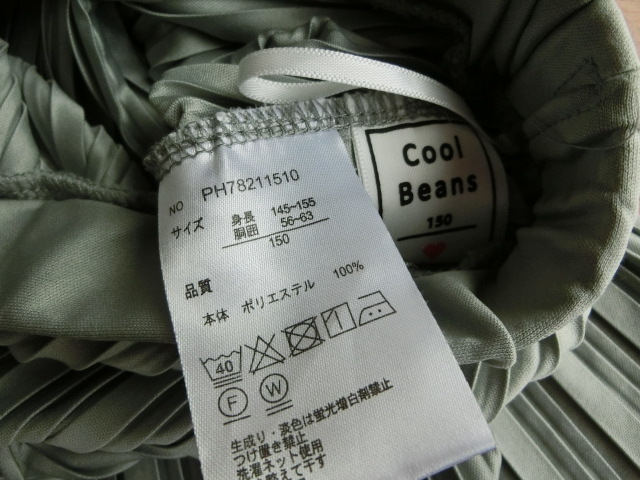 NO PH78211510
サイズ 身長 145~155
胴囲 56~63
150
品質
本体 ポリエステル 100%
40
F W
生成り・淡色は蛍光増白剤禁止
つけ置き禁止
洗濯ネット使用
Cool
Beans
150